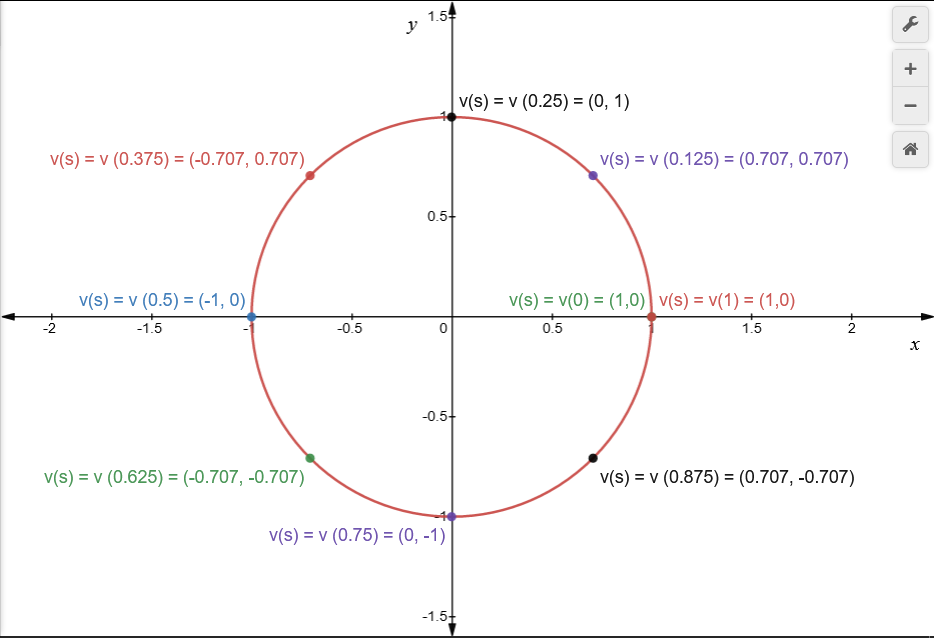 y
1.5
v(s) = v (0.25) = (0, 1)
1
v(s) = v (0.375) = (-0.707, 0.707)
v(s) = v (0.125) = (0.707, 0.707)
0.5
v(s) = v (0.5) = (-1, 0)
v(s) = v(0) = (1,0)
v(s) = v(1) = (1,0)
-2 -1.5 -1 -0.5 0 0.5 1 1.5 2
x
-0.5
v(s) = v (0.625) = (-0.707, -0.707)
v(s) = v (0.875) = (0.707, -0.707)
-1
v(s) = v (0.75) = (0, -1)
-1.5